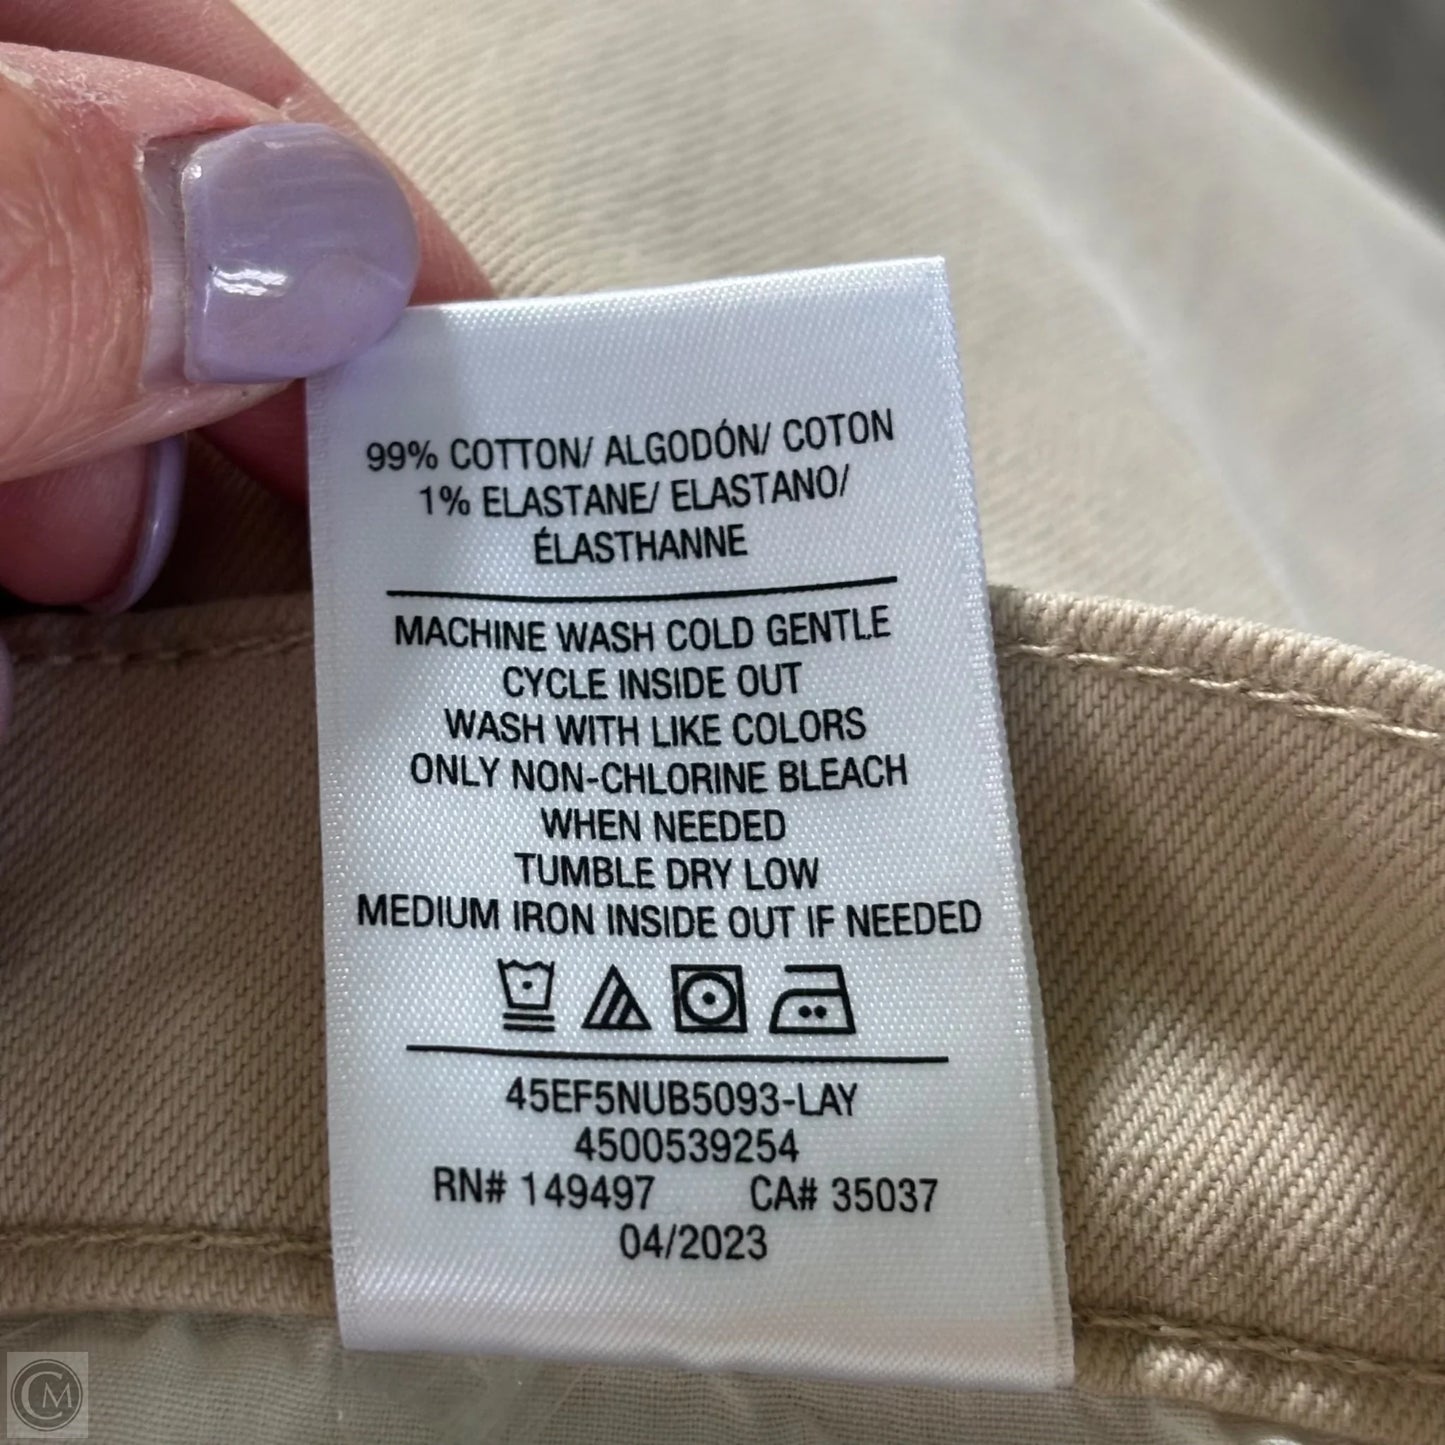 99% COTTON/ ALGODÓN/ COTON
1% ELASTANE/ ELASTANO/
ÉLASTHANNE
MACHINE WASH COLD GENTLE
CYCLE INSIDE OUT
WASH WITH LIKE COLORS
ONLY NON-CHLORINE BLEACH
WHEN NEEDED
TUMBLE DRY LOW
MEDIUM IRON INSIDE OUT IF NEEDED
45EF5NUB5093-LAY
4500539254
RN# 149497 CA# 35037
04/2023
CM